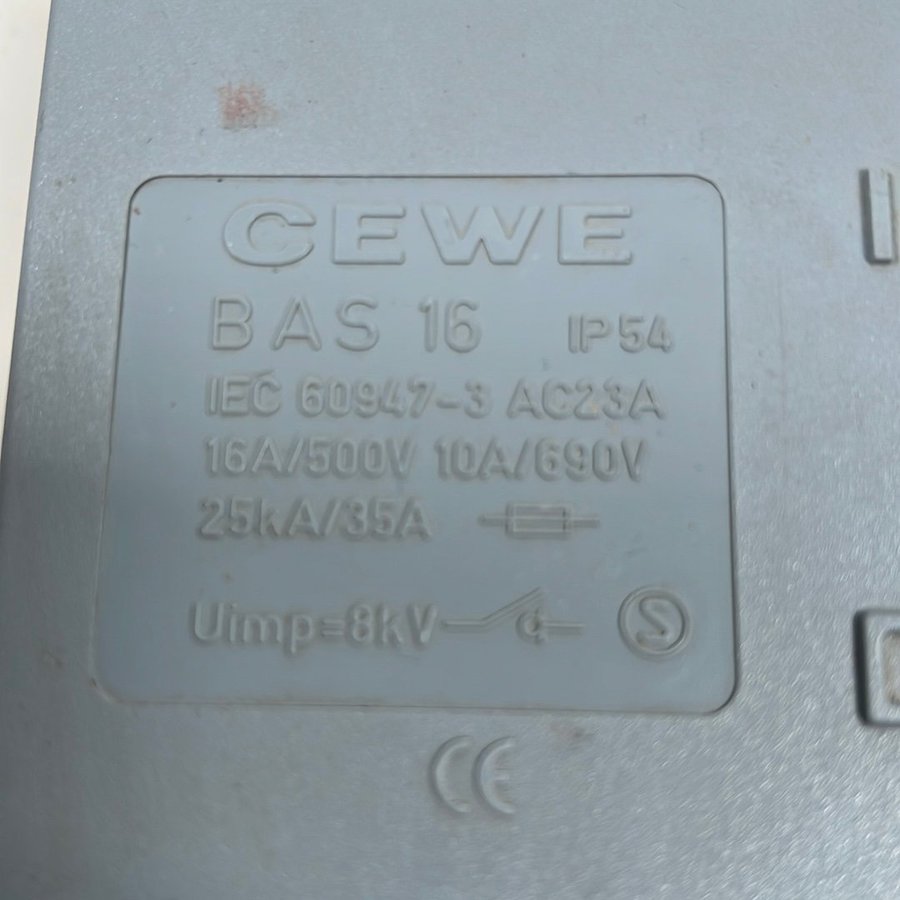 CEWE
BAS 16 IP54
IEC 60947-3 AC23A
16A/500V 10A/690V
25kA/35A
Uimp=8kV S
CE
I